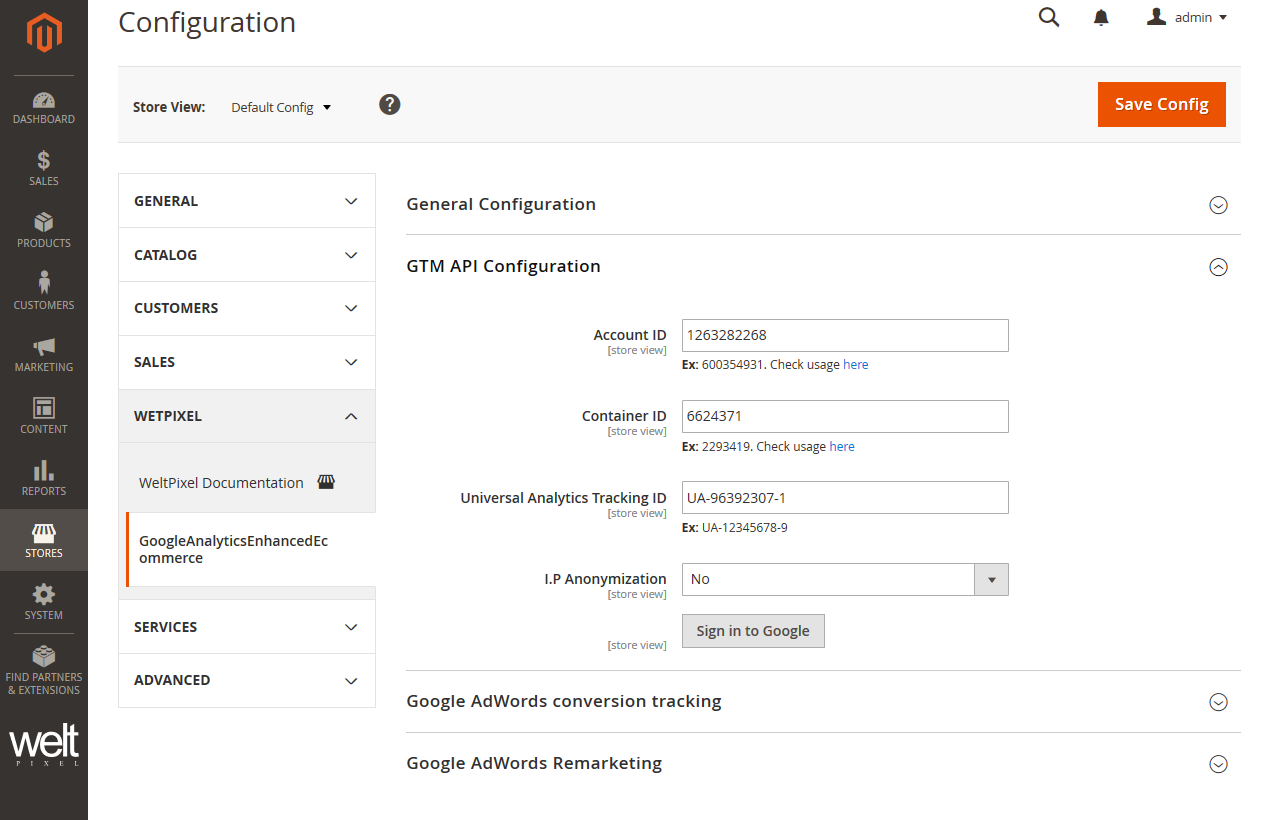 Configuration
admin
Store View: Default Config
?
Save Config
DASHBOARD
$
SALES
PRODUCTS
CUSTOMERS
MARKETING
CONTENT
REPORTS
STORES
SYSTEM
FIND PARTNERS
& EXTENSIONS
welt
PIXEL
GENERAL
CATALOG
CUSTOMERS
SALES
WETPIXEL
WeltPixel Documentation
GoogleAnalyticsEnhancedEc
ommerce
SERVICES
ADVANCED
General Configuration
GTM API Configuration
Account ID
[store view]
1263282268
Ex: 600354931. Check usage here
Container ID
[store view]
6624371
Ex: 2293419. Check usage here
Universal Analytics Tracking ID
[store view]
UA-96392307-1
Ex: UA-12345678-9
I.P Anonymization
[store view]
No
[store view]
Sign in to Google
Google AdWords conversion tracking
Google AdWords Remarketing